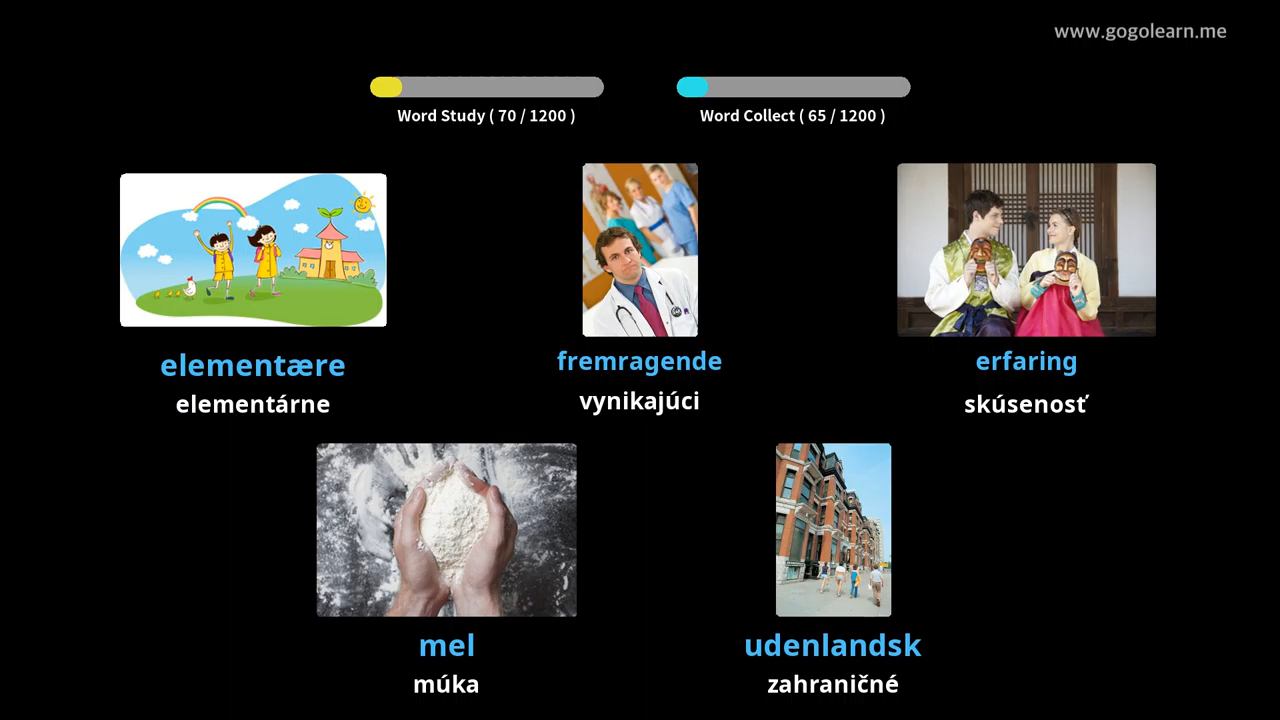 www.gogolearn.me
Word Study ( 70 / 1200 )
Word Collect ( 65 / 1200 )
elementære
elementárne
fremragende
vynikajúci
erfaring
skúsenosť
mel
múka
udenlandsk
zahraničné